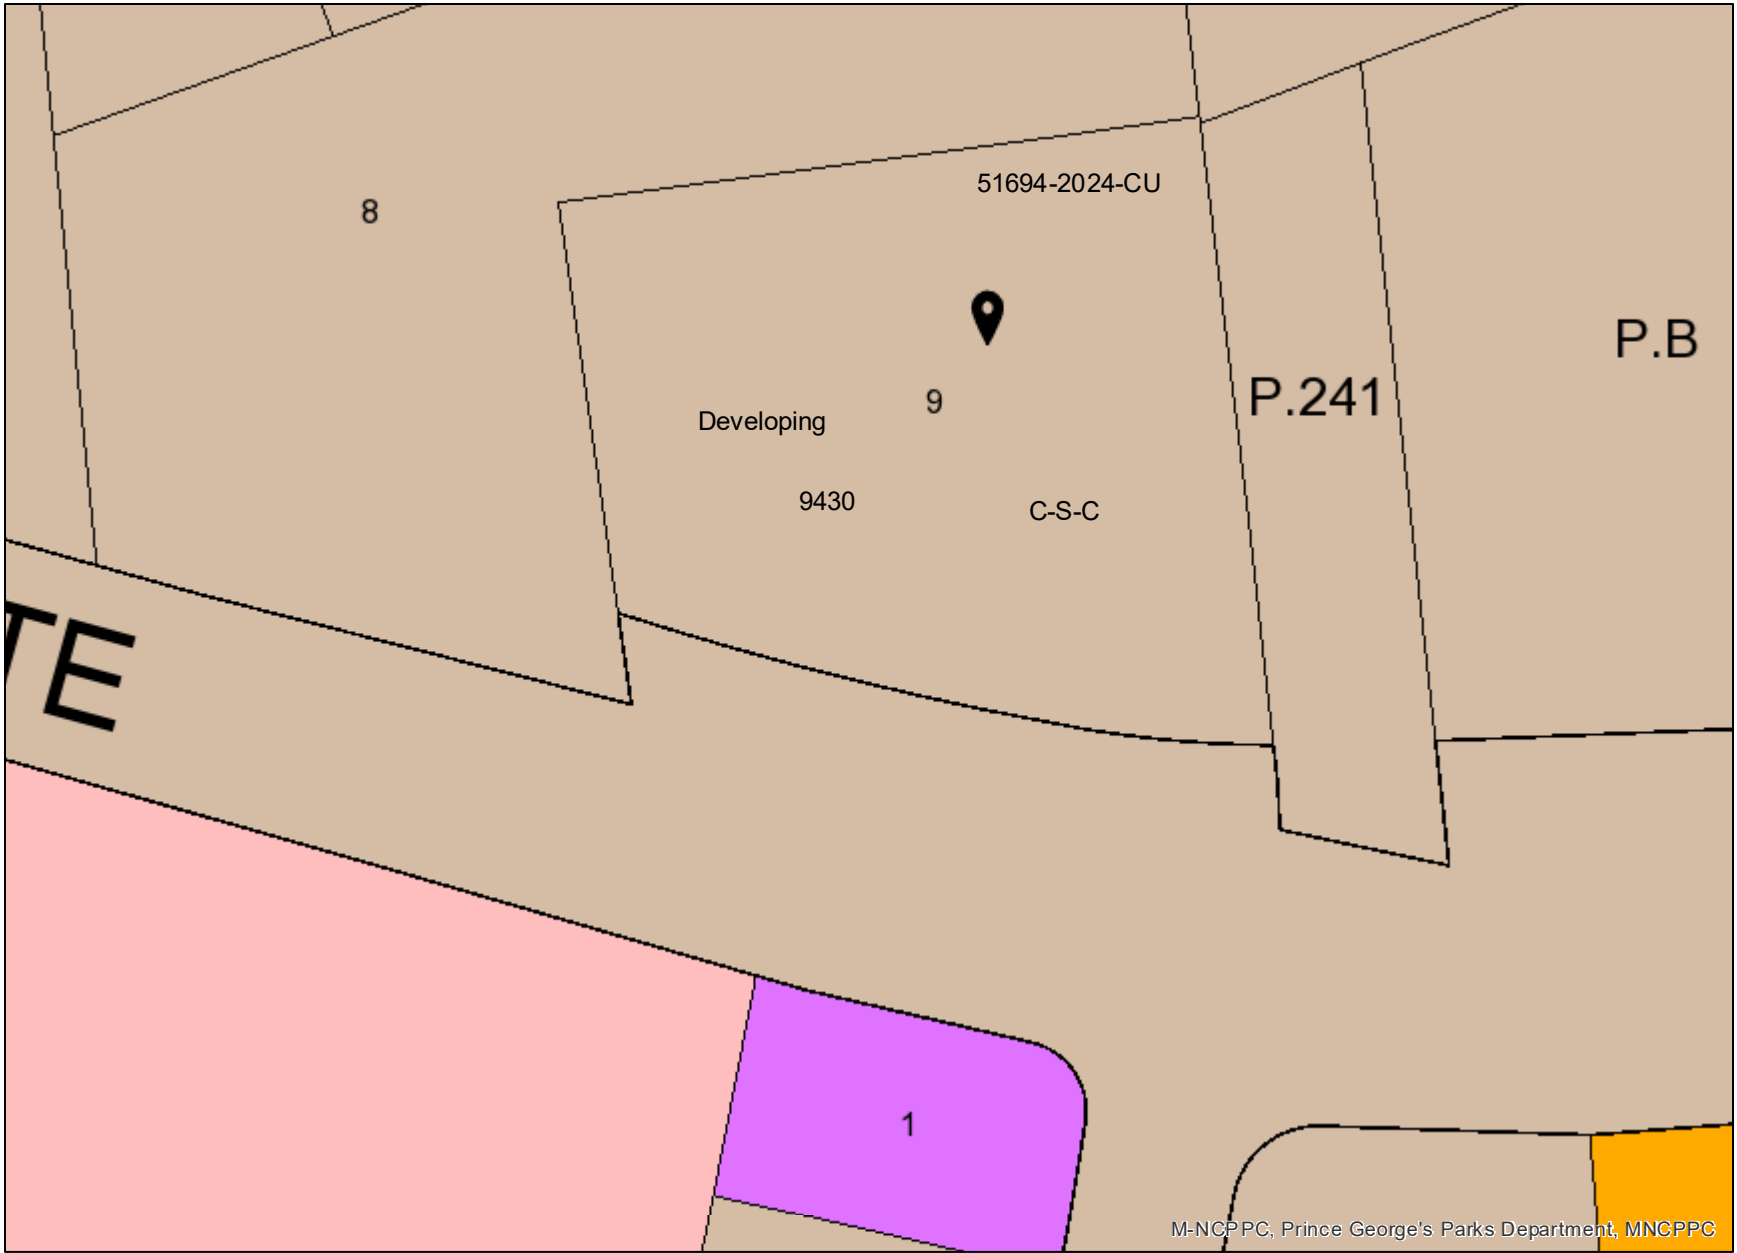 51694-2024-CU
8
P.B
P.241
9
Developing
9430
C-S-C
TE
1
M-NCPPC, Prince George's Parks Department, MNCPPC